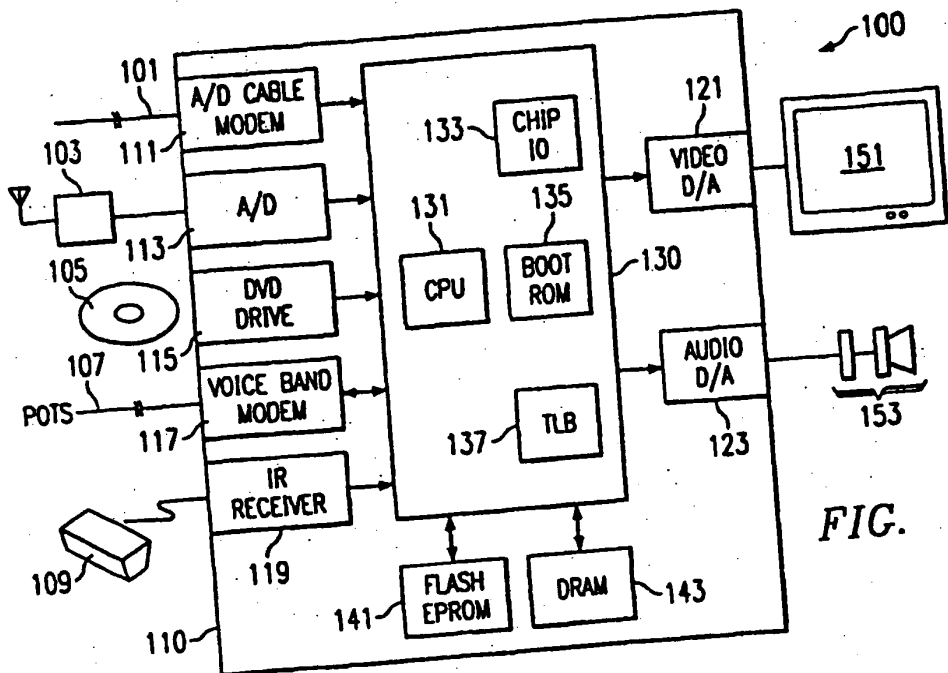 100
101
A/D CABLE
MODEM
111
103
A/D
113
105
DVD
DRIVE
115
107
POTS
VOICE BAND
MODEM
117
IR
RECEIVER
119
109
110
133
CHIP
IO
131
CPU
135
BOOT
ROM
130
137
TLB
121
VIDEO
D/A
151
AUDIO
D/A
123
153
141
FLASH
EPROM
DRAM
143
FIG.